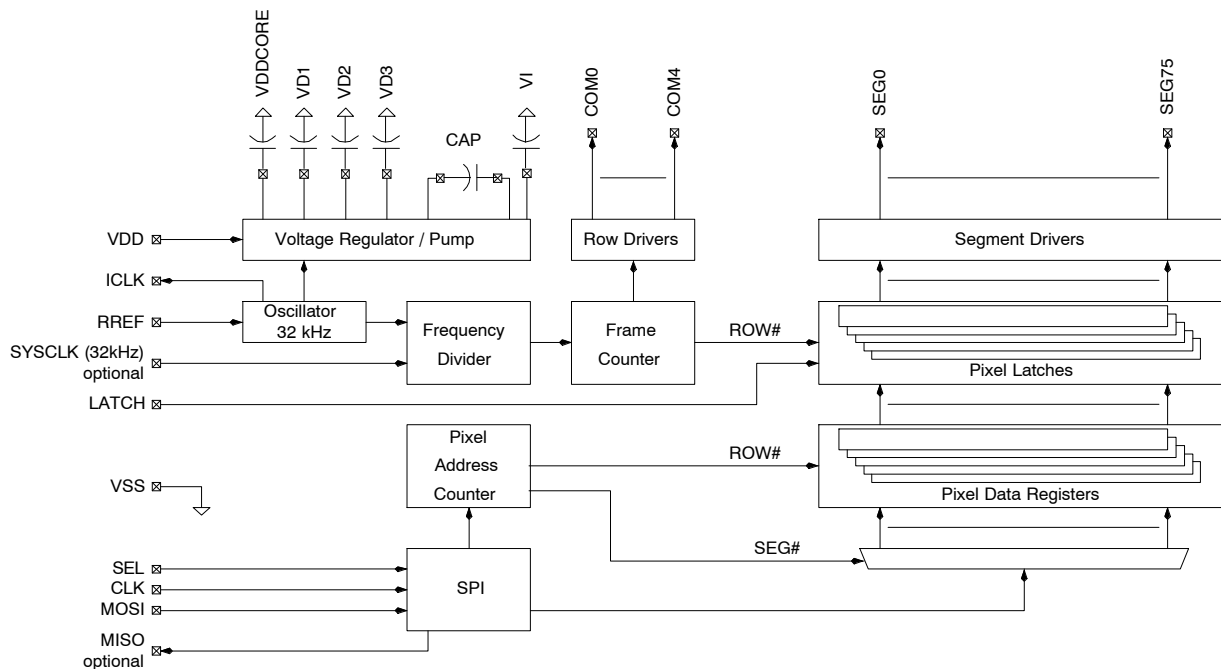 VDDCORE
VD1
VD2
VD3
VI
COM0
COM4
SEG0
SEG75
CAP
VDD
Voltage Regulator / Pump
Row Drivers
Segment Drivers
ICLK
RREF
Oscillator
32 kHz
SYSCLK (32kHz)
optional
Frequency
Divider
Frame
Counter
ROW#
Pixel Latches
LATCH
Pixel
Address
Counter
ROW#
Pixel Data Registers
VSS
SEG#
SEL
CLK
MOSI
SPI
MISO
optional